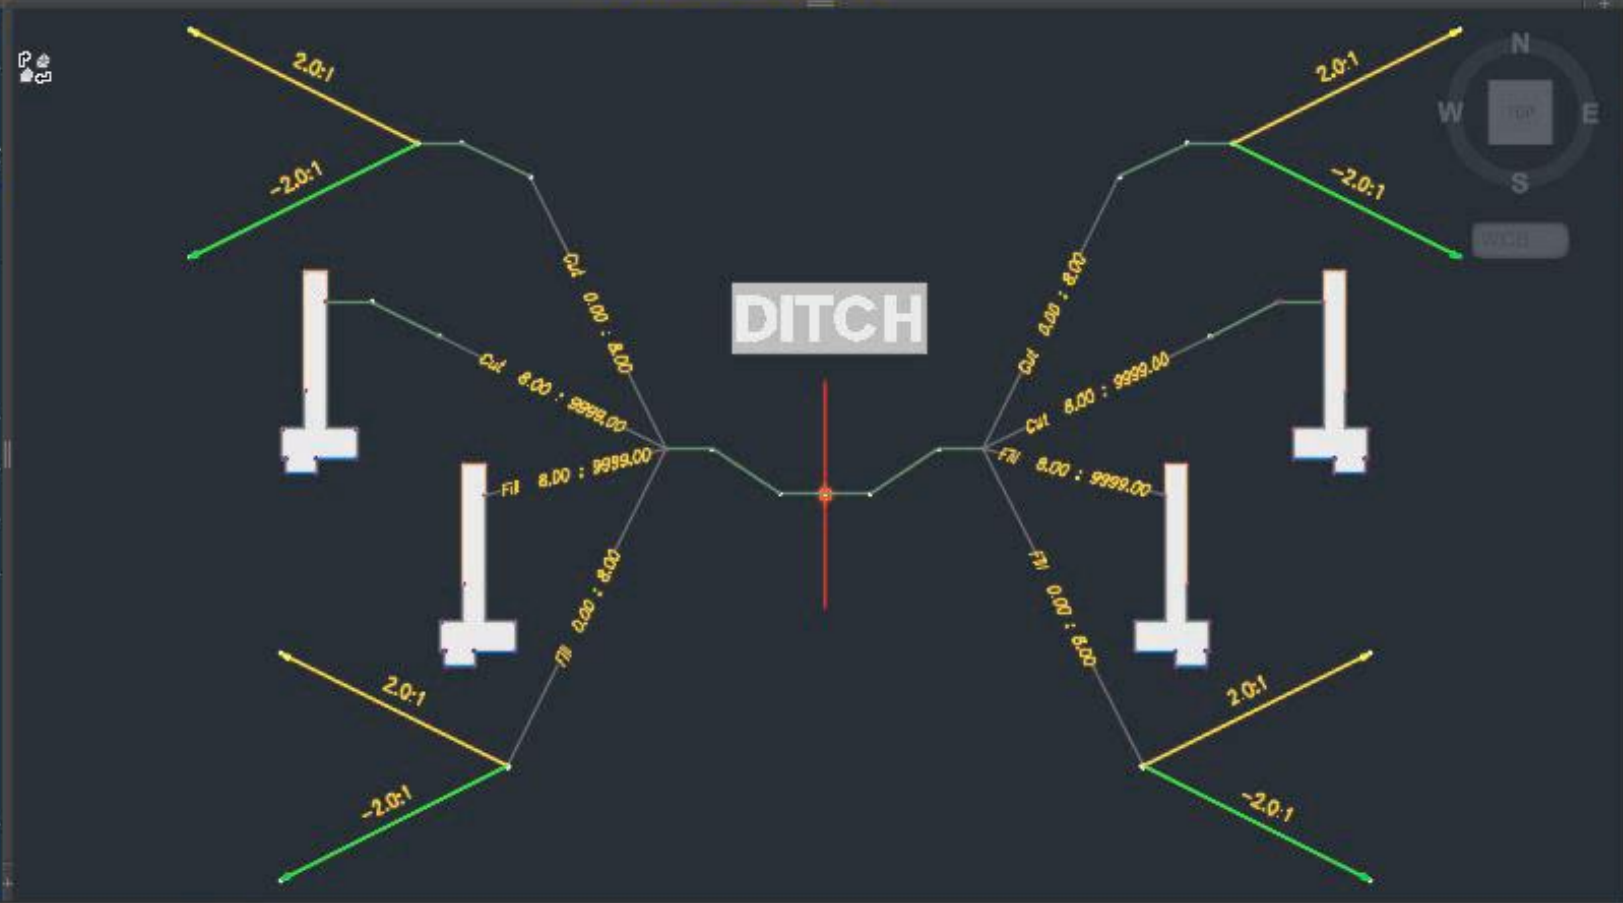 N
2.0:1
2.0:1
W
TOP
E
-2.0:1
-2.0:1
S
WCS
Cut 0.00 : 8.00
Cut 0.00 : 8.00
DITCH
Cut 8.00 : 9999.00
Cut 8.00 : 9999.00
Fill 8.00 : 9999.00
Fill 8.00 : 9999.00
Fill 0.00 : 8.00
Fill 0.00 : 8.00
2.0:1
2.0:1
-2.0:1
-2.0:1